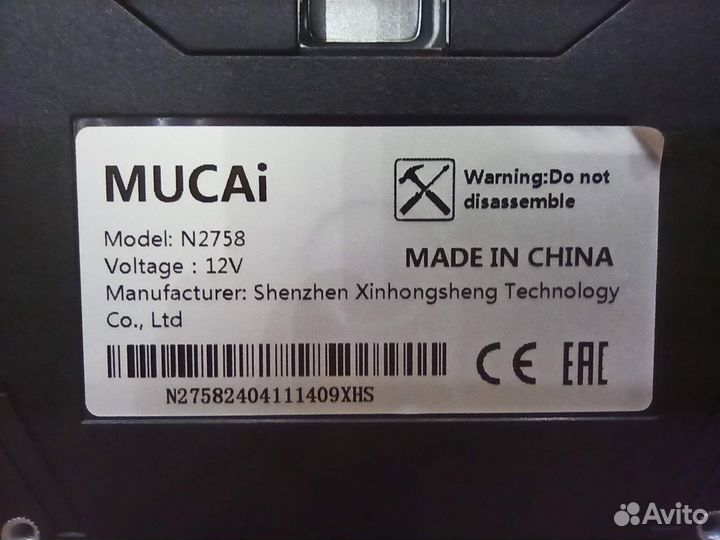 MUCAi
Warning:Do not
disassemble
Model: N2758
Voltage : 12V
MADE IN CHINA
Manufacturer: Shenzhen Xinhongsheng Technology
Co., Ltd
CE EAC
N27582404111409XHS
Avito